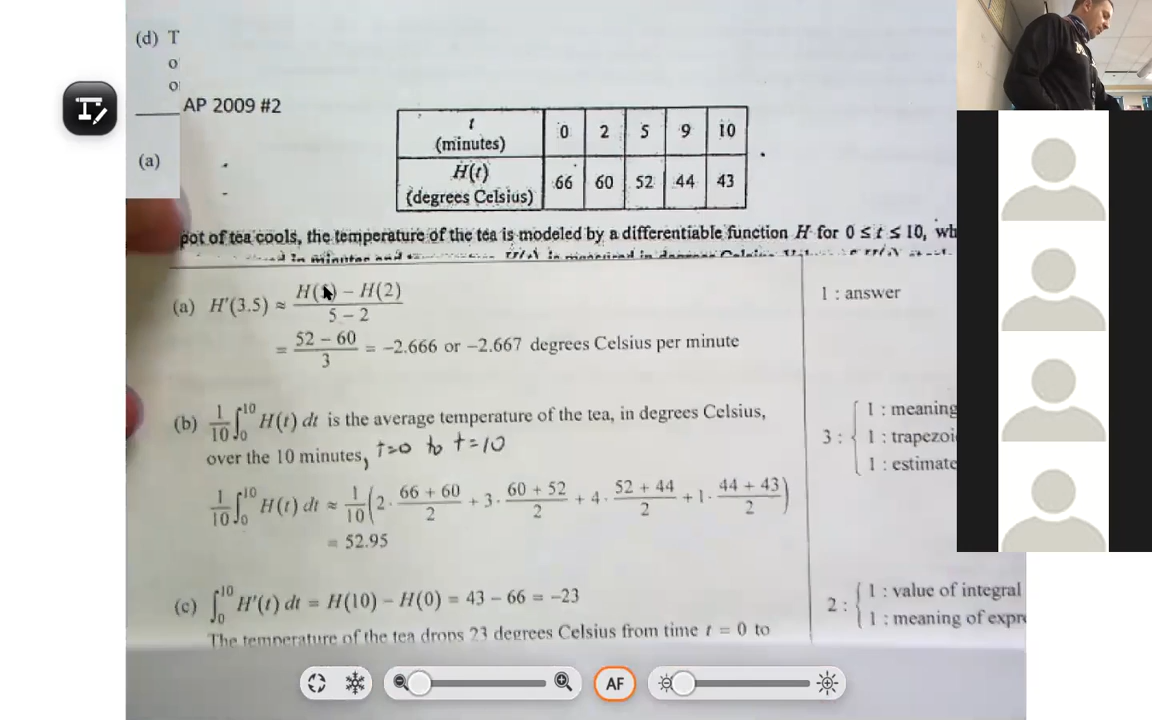 (d) T
o
o
AP 2009 #2
(a)
t (minutes) 0 2 5 9 10
H(t) (degrees Celsius) 66 60 52 44 43
pot of tea cools, the temperature of the tea is modeled by a differentiable function H for 0 ≤ t ≤ 10, wh
(a) H'(3.5) ≈ (H( ) − H(2))/(5 − 2)
= (52 − 60)/3 = −2.666 or −2.667 degrees Celsius per minute
1 : answer
(b) 1/10 ∫₀¹⁰ H(t) dt is the average temperature of the tea, in degrees Celsius,
over the 10 minutes, t=0 to t=10
1/10 ∫₀¹⁰ H(t) dt ≈ 1/10(2 · (66 + 60)/2 + 3 · (60 + 52)/2 + 4 · (52 + 44)/2 + 1 · (44 + 43)/2)
= 52.95
3 : { 1 : meaning
1 : trapezoi
1 : estimate
(c) ∫₀¹⁰ H'(t) dt = H(10) − H(0) = 43 − 66 = −23
The temperature of the tea drops 23 degrees Celsius from time t = 0 to
2 : { 1 : value of integral
1 : meaning of expr
AF